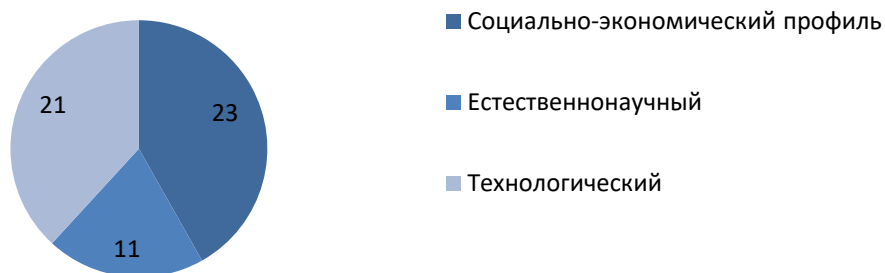 Социально-экономический профиль
23
21
Естественнонаучный
Технологический
11